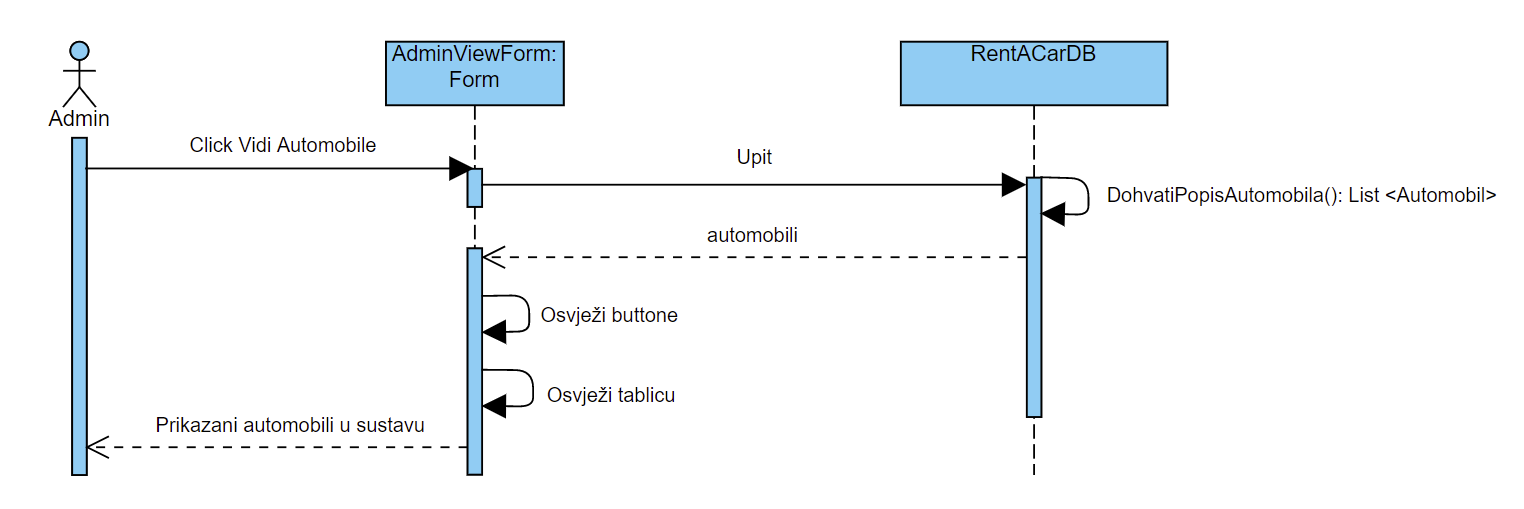 AdminViewForm:
Form
RentACarDB
Admin
Click Vidi Automobile
Upit
DohvatiPopisAutomobila(): List <Automobil>
automobili
Osvježi buttone
Osvježi tablicu
Prikazani automobili u sustavu